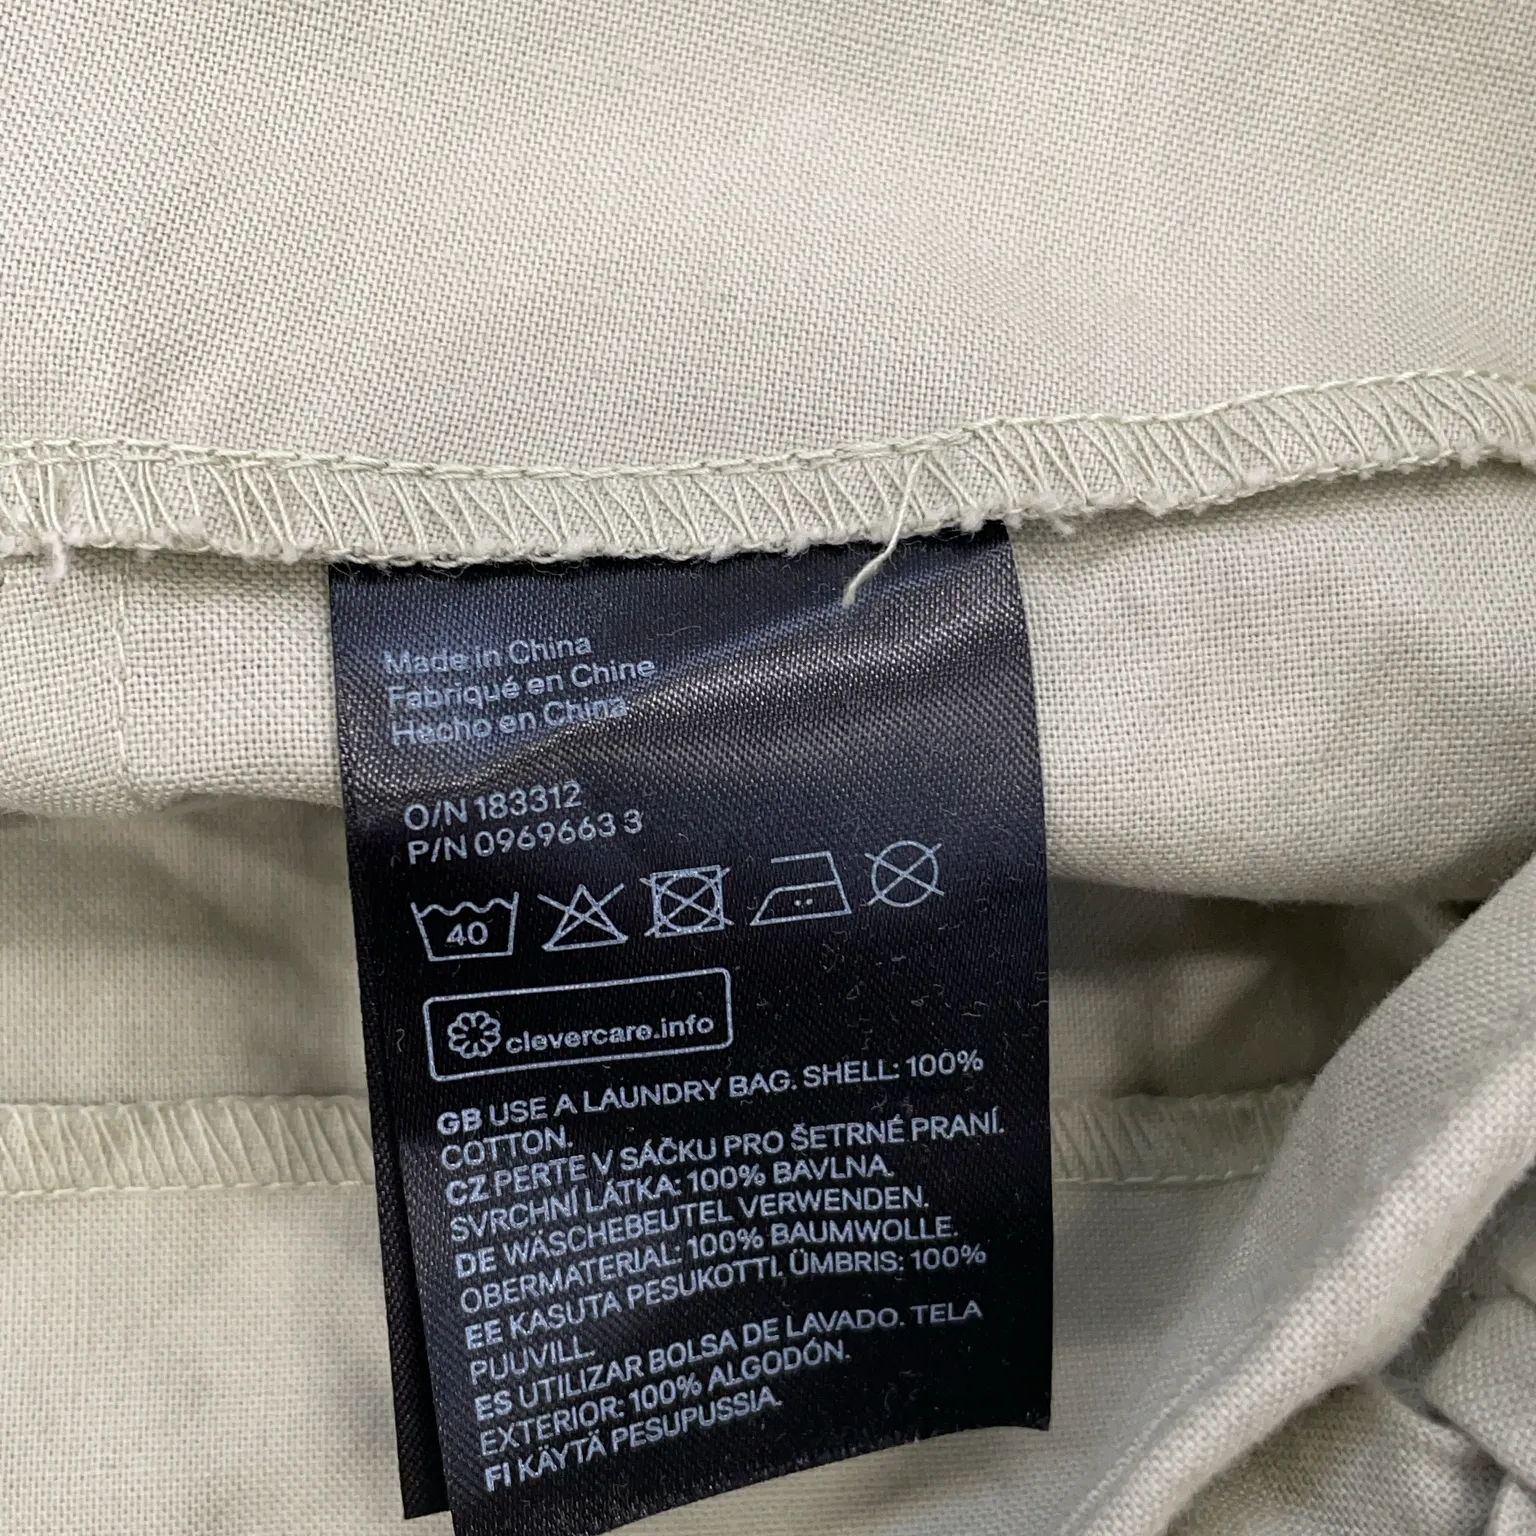 Made in China
Fabriqué en Chine
Hecho en China
O/N 183312
P/N 0969663 3
40
clevercare.info
GB USE A LAUNDRY BAG. SHELL: 100%
COTTON.
CZ PERTE V SÁČKU PRO ŠETRNÉ PRANÍ.
SVRCHNÍ LÁTKA: 100% BAVLNA.
DE WÄSCHEBEUTEL VERWENDEN.
OBERMATERIAL: 100% BAUMWOLLE.
EE KASUTA PESUKOTTI. ÜMBRIS: 100%
PUUVILL.
ES UTILIZAR BOLSA DE LAVADO. TELA
EXTERIOR: 100% ALGODÓN.
FI KÄYTÄ PESUPUSSIA.